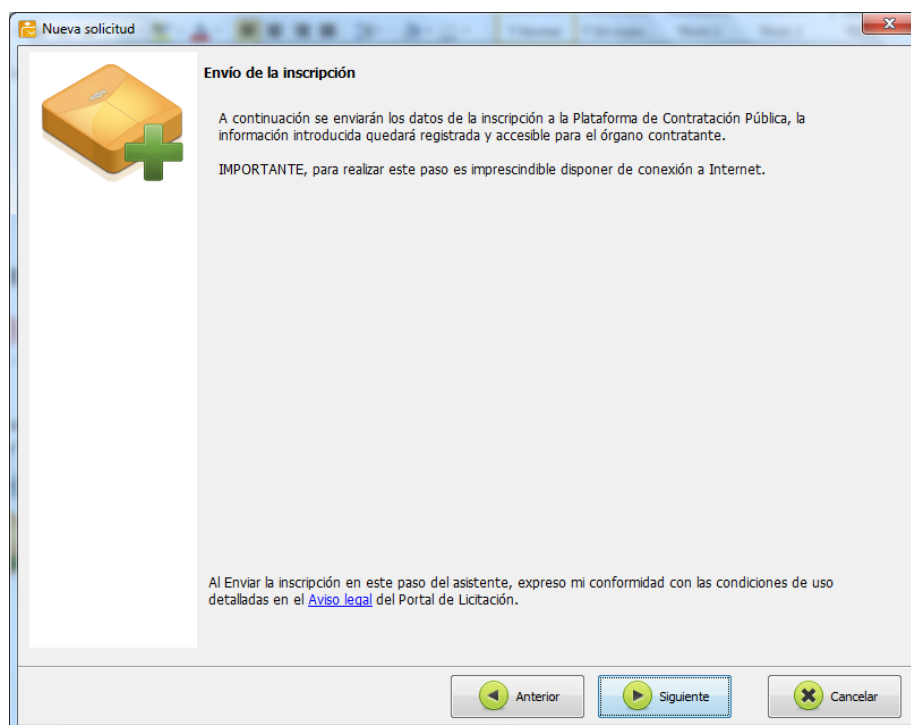 Nueva solicitud
Envío de la inscripción
A continuación se enviarán los datos de la inscripción a la Plataforma de Contratación Pública, la
información introducida quedará registrada y accesible para el órgano contratante.
IMPORTANTE, para realizar este paso es imprescindible disponer de conexión a Internet.
Al Enviar la inscripción en este paso del asistente, expreso mi conformidad con las condiciones de uso
detalladas en el Aviso legal del Portal de Licitación.
Anterior
Siguiente
Cancelar